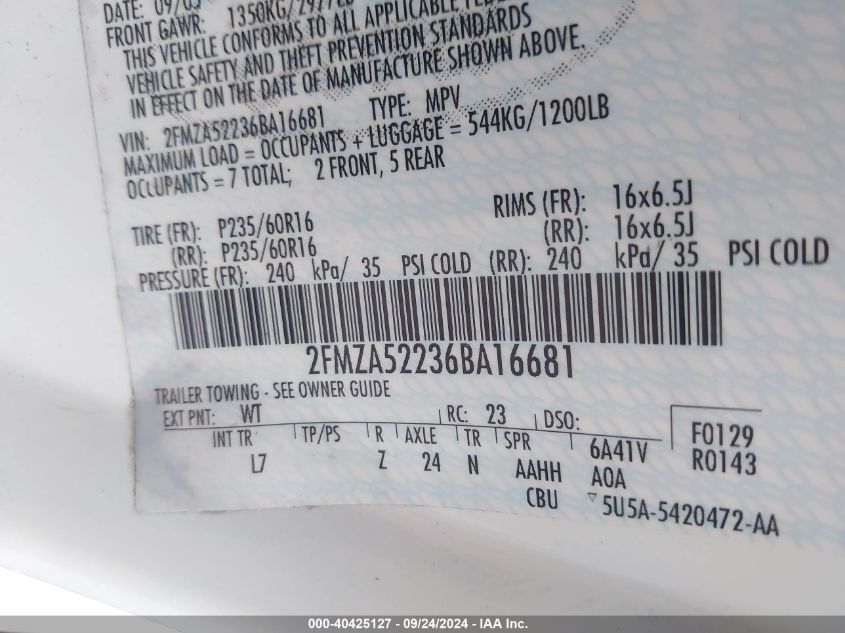 DATE: 09/05
FRONT GAWR: 1350KG/2977LB
THIS VEHICLE CONFORMS TO ALL APPLICABLE
VEHICLE SAFETY AND THEFT PREVENTION STANDARDS
IN EFFECT ON THE DATE OF MANUFACTURE SHOWN ABOVE.
VIN: 2FMZA52236BA16681 TYPE: MPV
MAXIMUM LOAD = OCCUPANTS + LUGGAGE = 544KG/1200LB
OCCUPANTS = 7 TOTAL; 2 FRONT, 5 REAR
TIRE (FR): P235/60R16 RIMS (FR): 16x6.5J
(RR): P235/60R16 (RR): 16x6.5J
PRESSURE (FR): 240 kPa/ 35 PSI COLD (RR): 240 kPa/ 35 PSI COLD
2FMZA52236BA16681
TRAILER TOWING - SEE OWNER GUIDE
EXT PNT: WT RC: 23 DSO: F0129
INT TR TP/PS R AXLE TR SPR 6A41V R0143
L7 Z 24 N AAHH A0A
CBU 5U5A-5420472-AA
000-40425127 - 09/24/2024 - IAA Inc.